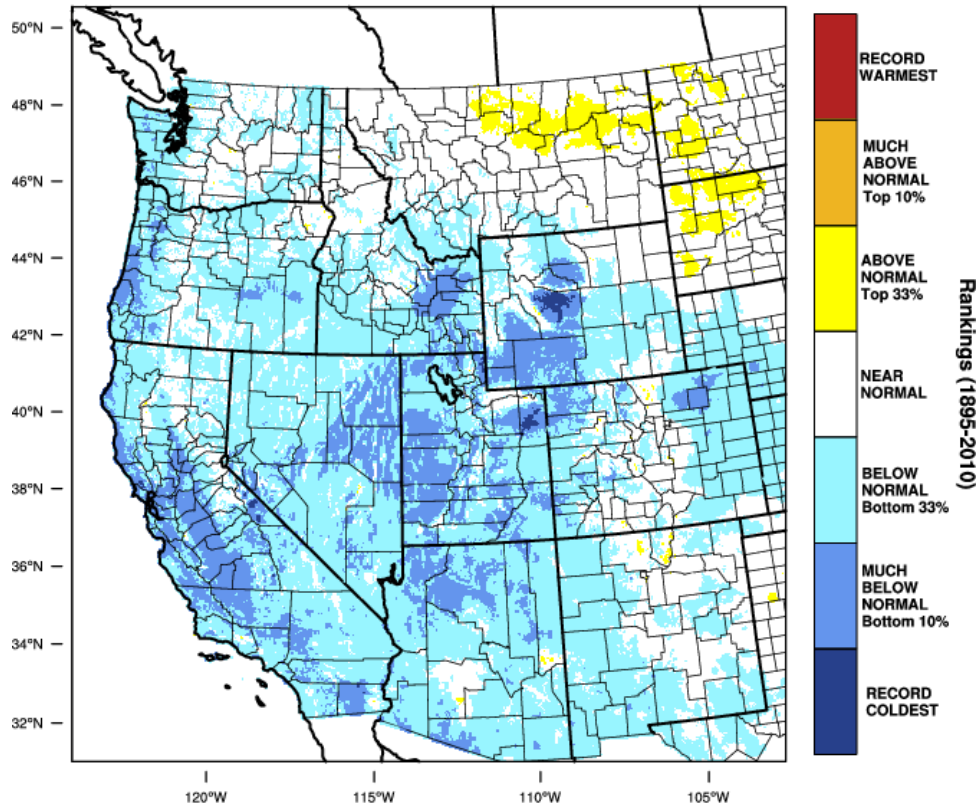 50°N
48°N
46°N
44°N
42°N
40°N
38°N
36°N
34°N
32°N
120°W
115°W
110°W
105°W
RECORD
WARMEST
MUCH
ABOVE
NORMAL
Top 10%
ABOVE
NORMAL
Top 33%
NEAR
NORMAL
BELOW
NORMAL
Bottom 33%
MUCH
BELOW
NORMAL
Bottom 10%
RECORD
COLDEST
Rankings (1895-2010)